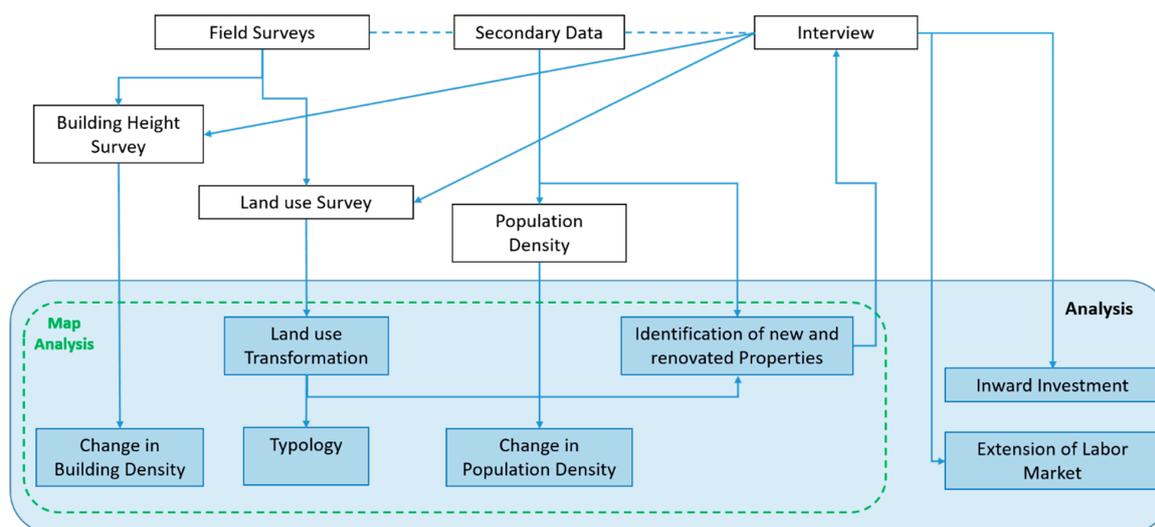 Field Surveys
Secondary Data
Interview
Building Height
Survey
Land use Survey
Population
Density
Analysis
Map
Analysis
Land use
Transformation
Identification of new and
renovated Properties
Inward Investment
Change in
Building Density
Typology
Change in
Population Density
Extension of Labor
Market